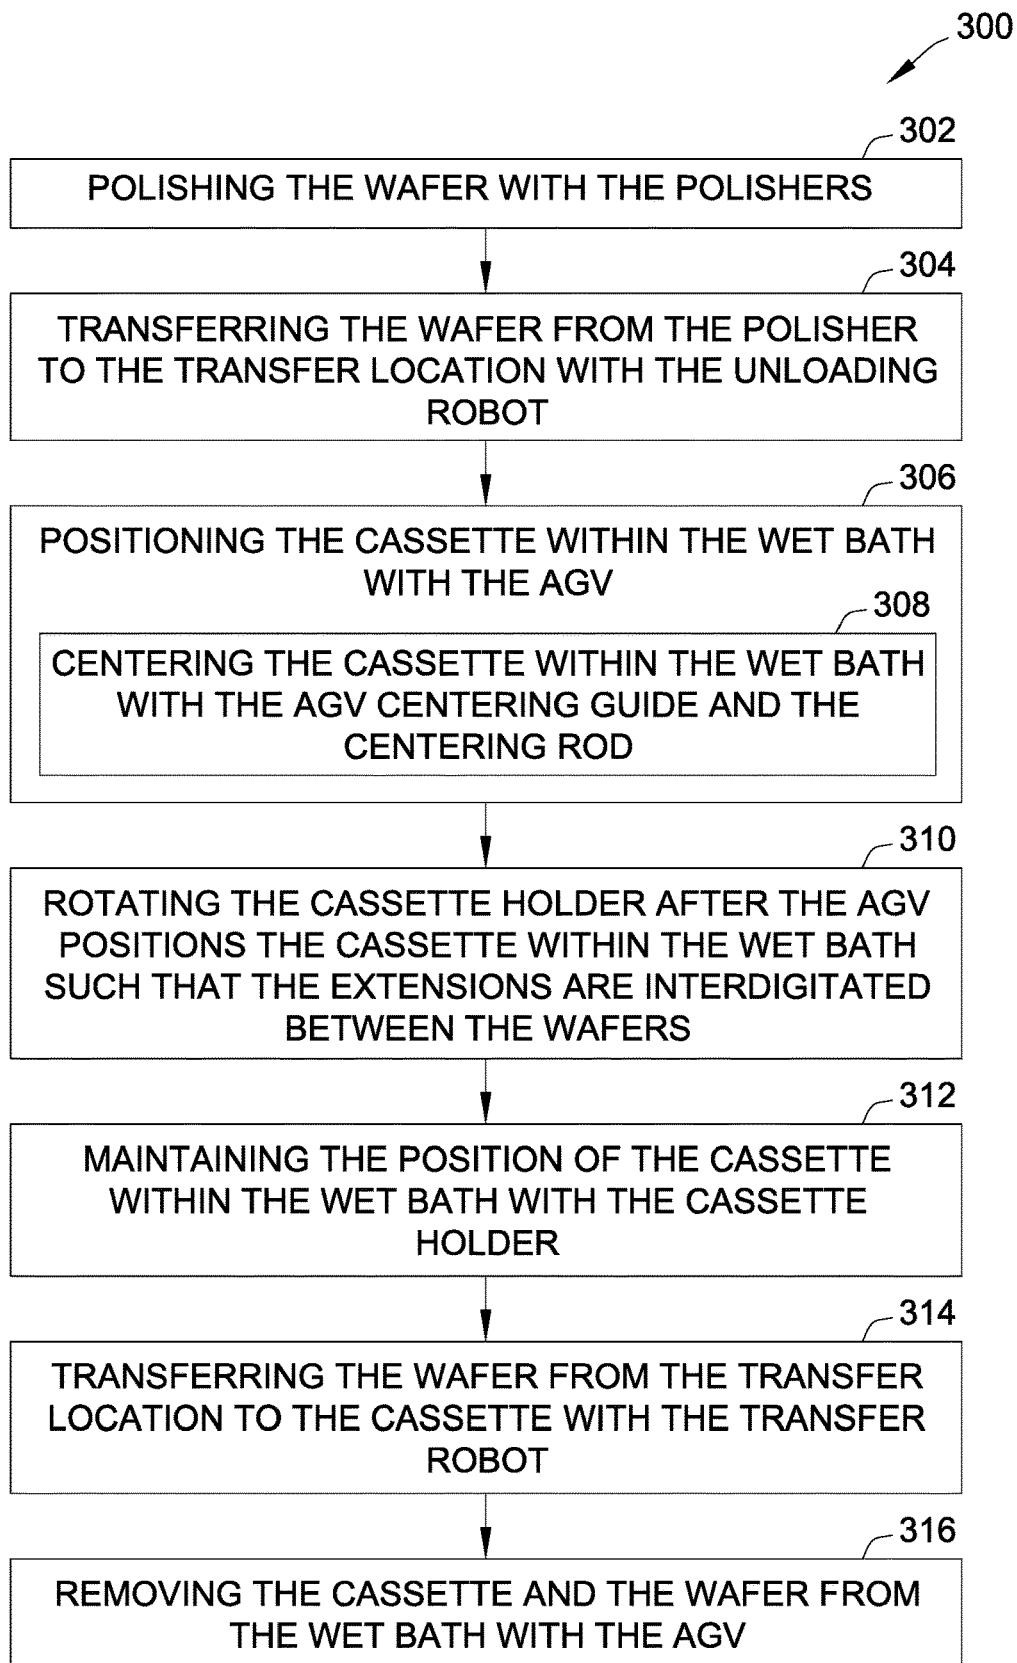 300
302
POLISHING THE WAFER WITH THE POLISHERS
304
TRANSFERRING THE WAFER FROM THE POLISHER
TO THE TRANSFER LOCATION WITH THE UNLOADING
ROBOT
306
POSITIONING THE CASSETTE WITHIN THE WET BATH
WITH THE AGV
308
CENTERING THE CASSETTE WITHIN THE WET BATH
WITH THE AGV CENTERING GUIDE AND THE
CENTERING ROD
310
ROTATING THE CASSETTE HOLDER AFTER THE AGV
POSITIONS THE CASSETTE WITHIN THE WET BATH
SUCH THAT THE EXTENSIONS ARE INTERDIGITATED
BETWEEN THE WAFERS
312
MAINTAINING THE POSITION OF THE CASSETTE
WITHIN THE WET BATH WITH THE CASSETTE
HOLDER
314
TRANSFERRING THE WAFER FROM THE TRANSFER
LOCATION TO THE CASSETTE WITH THE TRANSFER
ROBOT
316
REMOVING THE CASSETTE AND THE WAFER FROM
THE WET BATH WITH THE AGV